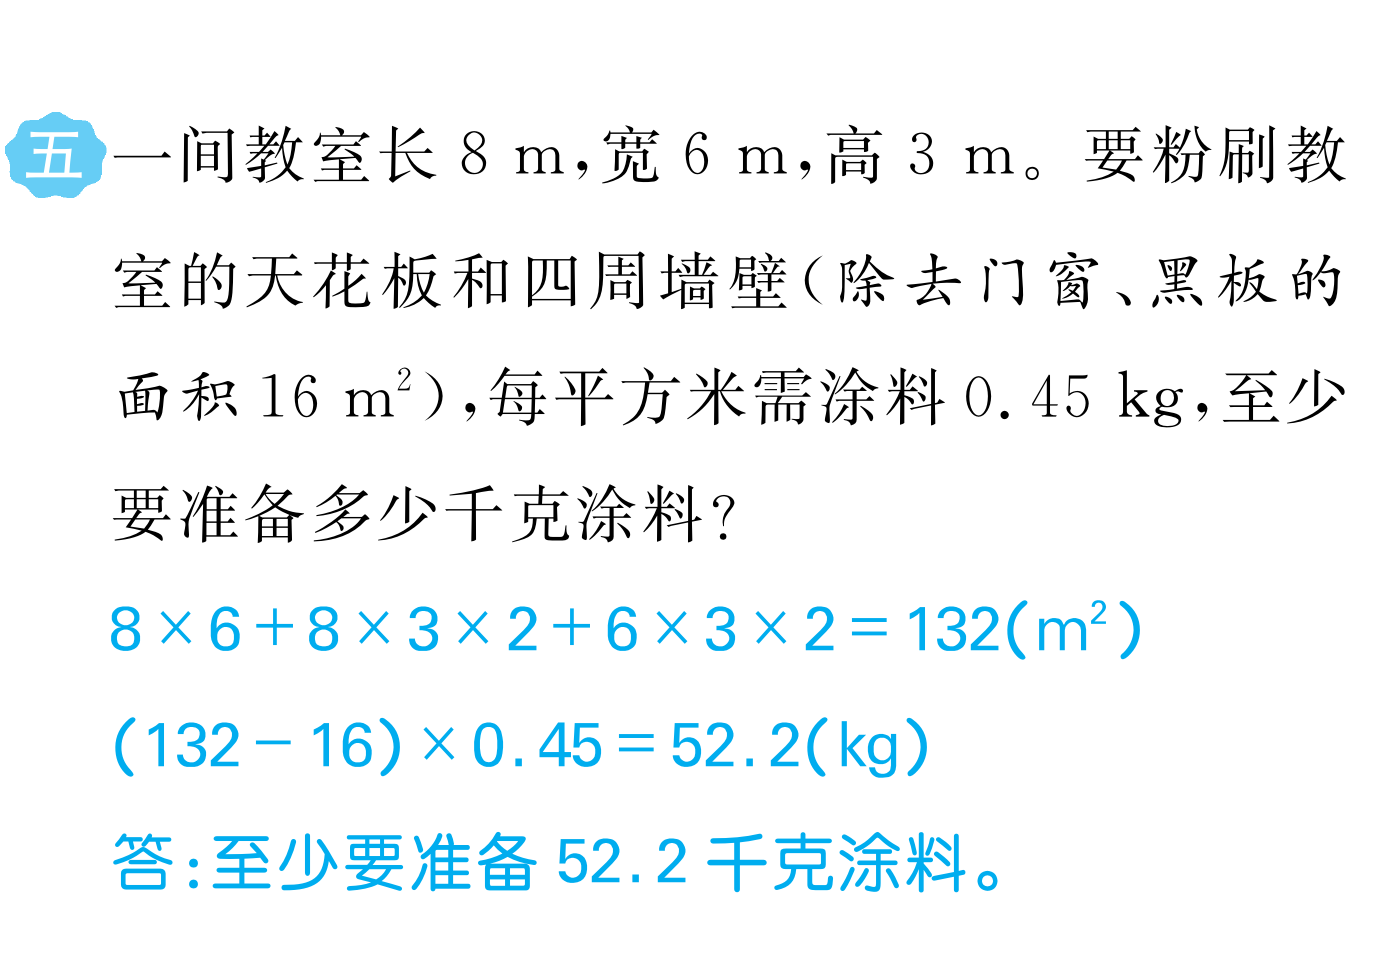 五 一间教室长 8 m,宽 6 m,高 3 m。要粉刷教
室的天花板和四周墙壁(除去门窗、黑板的
面积 16 m²),每平方米需涂料 0.45 kg,至少
要准备多少千克涂料?
8×6+8×3×2+6×3×2=132(m²)
(132-16)×0.45=52.2(kg)
答:至少要准备 52.2 千克涂料。